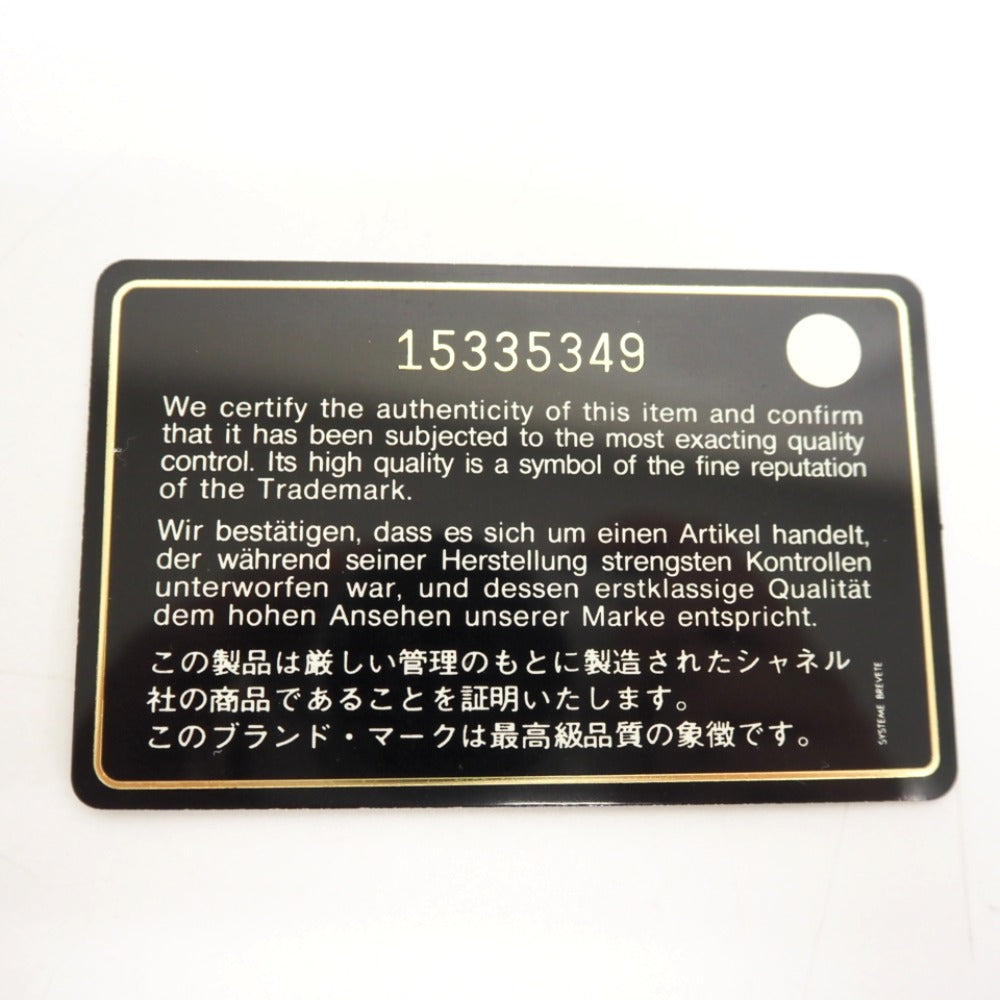 15335349
We certify the authenticity of this item and confirm
that it has been subjected to the most exacting quality
control. Its high quality is a symbol of the fine reputation
of the Trademark.
Wir bestätigen, dass es sich um einen Artikel handelt,
der während seiner Herstellung strengsten Kontrollen
unterworfen war, und dessen erstklassige Qualität
dem hohen Ansehen unserer Marke entspricht.
この製品は厳しい管理のもとに製造されたシャネル
社の商品であることを証明いたします。
このブランド・マークは最高級品質の象徴です。
SYSTEME BREVETE